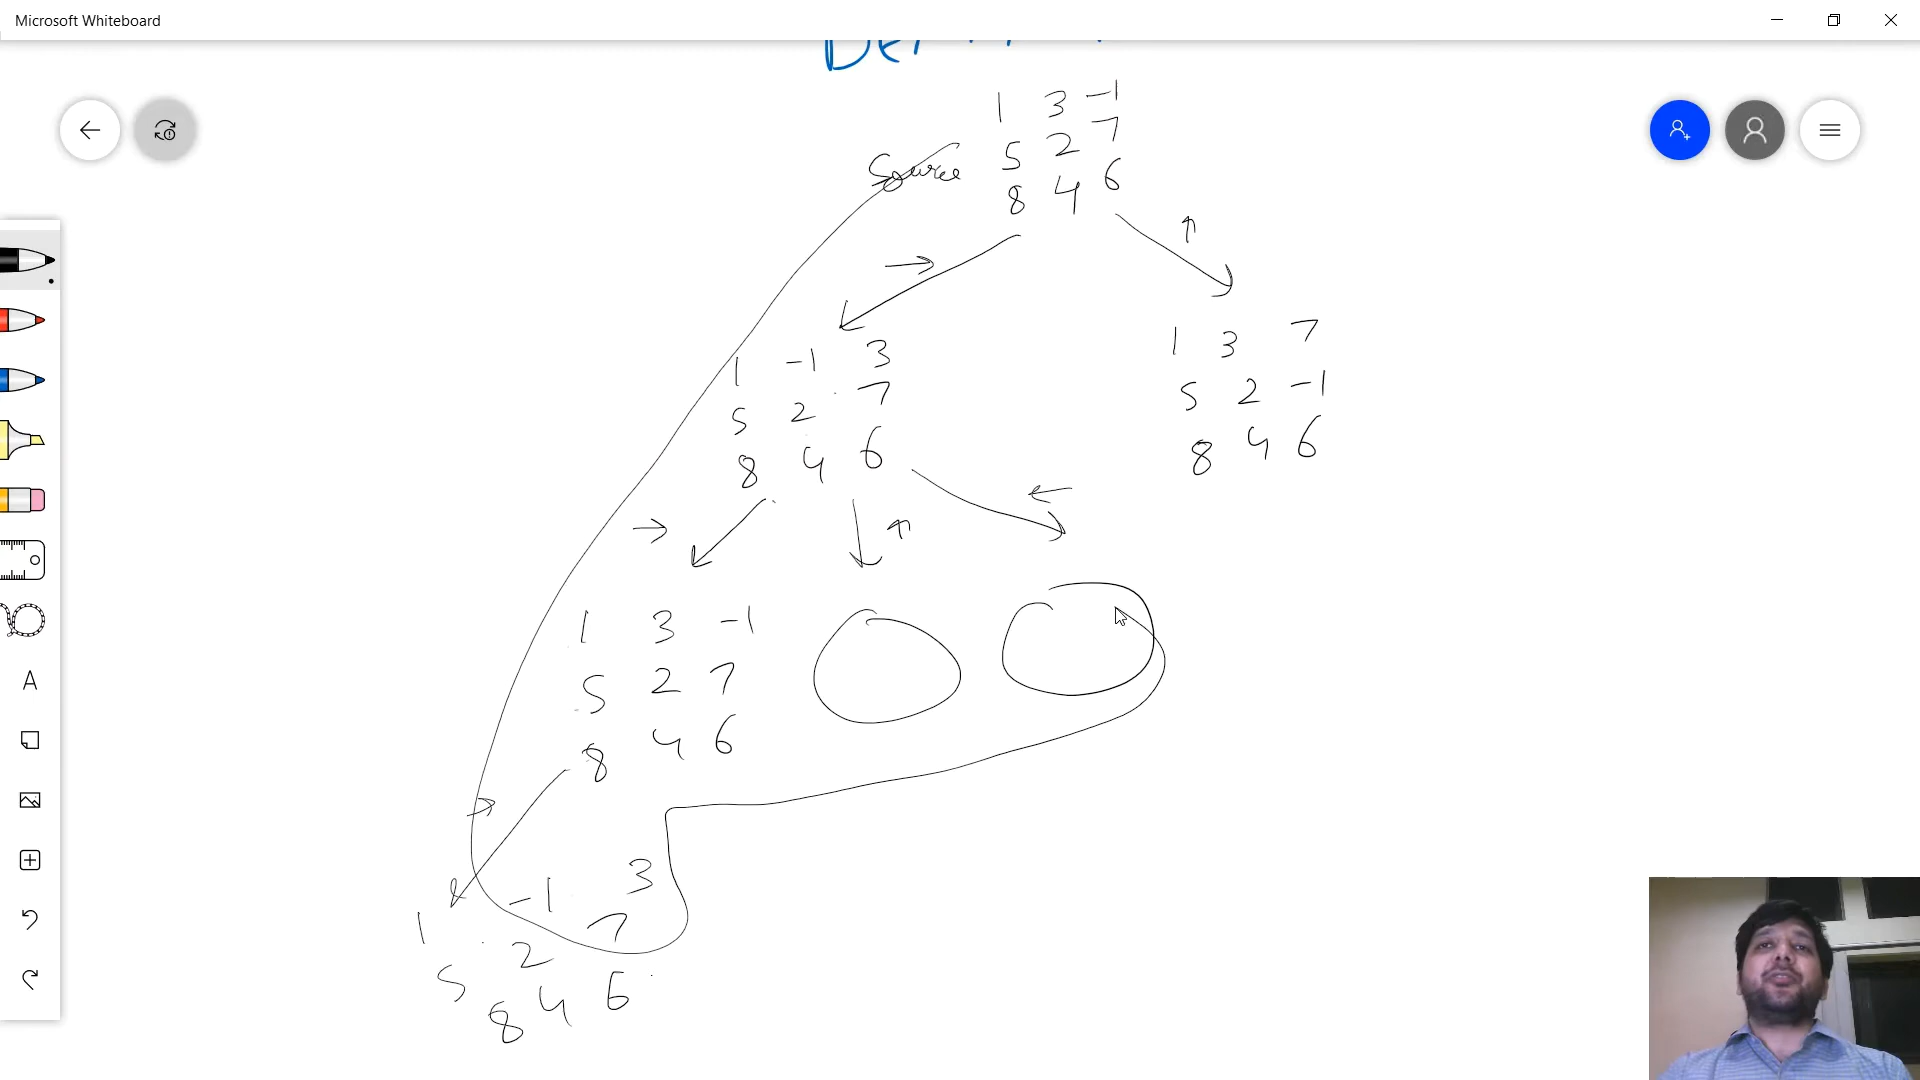 Microsoft Whiteboard
1 3 -1
Source 5 2 7
8 4 6
→ ↑
1 -1 3
5 2 7
8 4 6
1 3 7
5 2 -1
8 4 6
→ ↑ ←
1 3 -1
5 2 7
8 4 6
→
1 -1 3
5 2 7
8 4 6
A